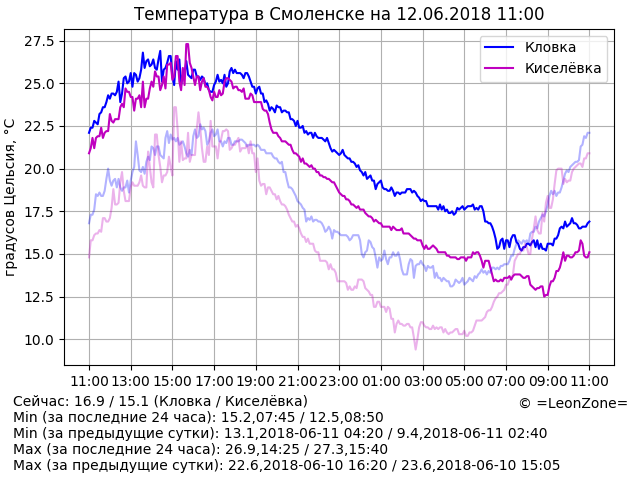 Температура в Смоленске на 12.06.2018 11:00
Кловка
Киселёвка
градусов Цельсия, °C
27.5
25.0
22.5
20.0
17.5
15.0
12.5
10.0
11:00 13:00 15:00 17:00 19:00 21:00 23:00 01:00 03:00 05:00 07:00 09:00 11:00
Сейчас: 16.9 / 15.1 (Кловка / Киселёвка)
© =LeonZone=
Min (за последние 24 часа): 15.2,07:45 / 12.5,08:50
Min (за предыдущие сутки): 13.1,2018-06-11 04:20 / 9.4,2018-06-11 02:40
Max (за последние 24 часа): 26.9,14:25 / 27.3,15:40
Max (за предыдущие сутки): 22.6,2018-06-10 16:20 / 23.6,2018-06-10 15:05